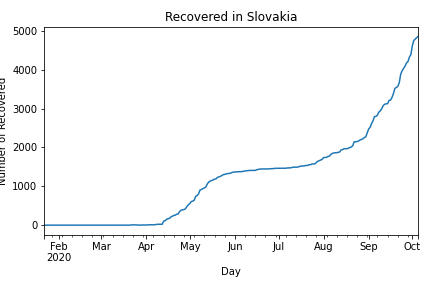 Recovered in Slovakia
Number of Recovered
5000
4000
3000
2000
1000
0
Feb Mar Apr May Jun Jul Aug Sep Oct
2020
Day